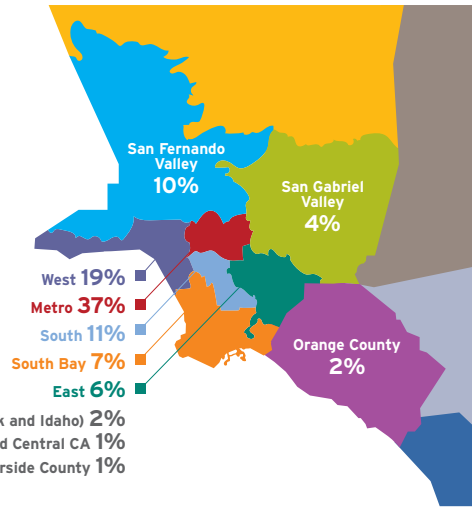 San Fernando
Valley
10%
San Gabriel
Valley
4%
West 19%
Metro 37%
South 11%
South Bay 7%
East 6%
Orange County
2%
and Idaho) 2%
Central CA 1%
County 1%